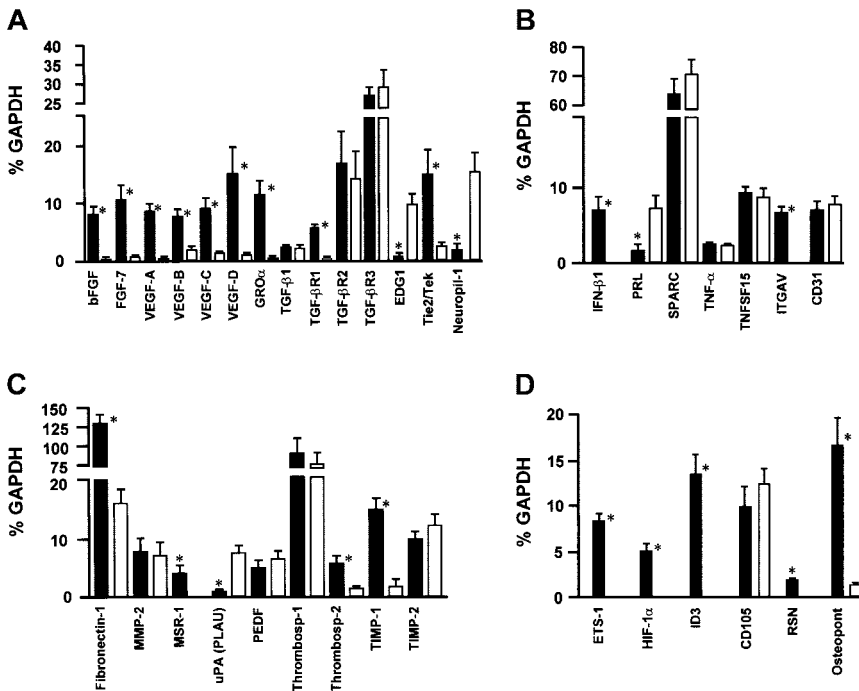 A
% GAPDH
40
35
30
25
20
10
0
* * * * * * * * * * *
bFGF
FGF-7
VEGF-A
VEGF-B
VEGF-C
VEGF-D
GROα
TGF-β1
TGF-βR1
TGF-βR2
TGF-βR3
EDG1
Tie2/Tek
Neuropil-1
B
% GAPDH
80
70
60
10
0
* * *
IFN-β1
PRL
SPARC
TNF-α
TNFSF15
ITGAV
CD31
C
% GAPDH
150
125
100
75
20
10
0
* * * * *
Fibronectin-1
MMP-2
MSR-1
uPA (PLAU)
PEDF
Thrombosp-1
Thrombosp-2
TIMP-1
TIMP-2
D
% GAPDH
20
15
10
5
0
* * * * *
ETS-1
HIF-1α
ID3
CD105
RSN
Osteopont